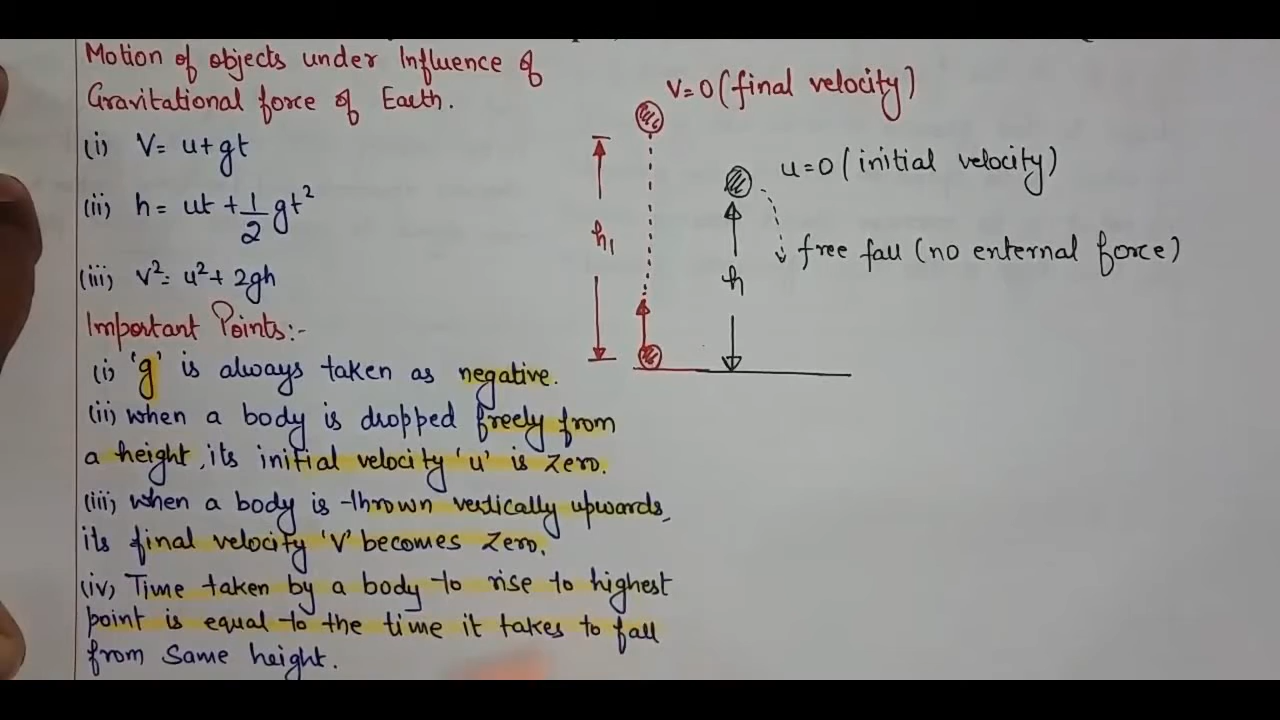 Motion of objects under Influence of
Gravitational force of Earth.
(i) V = u+gt
(ii) h = ut + 1/2 gt²
(iii) v² = u² + 2gh
Important Points:-
(i) 'g' is always taken as negative.
(ii) when a body is dropped freely from
a height, its initial velocity 'u' is zero.
(iii) when a body is thrown vertically upwards,
its final velocity 'V' becomes zero.
(iv) Time taken by a body to rise to highest
point is equal to the time it takes to fall
from same height.
V=0 (final velocity)
u=0 (initial velocity)
free fall (no external force)
h₁
h